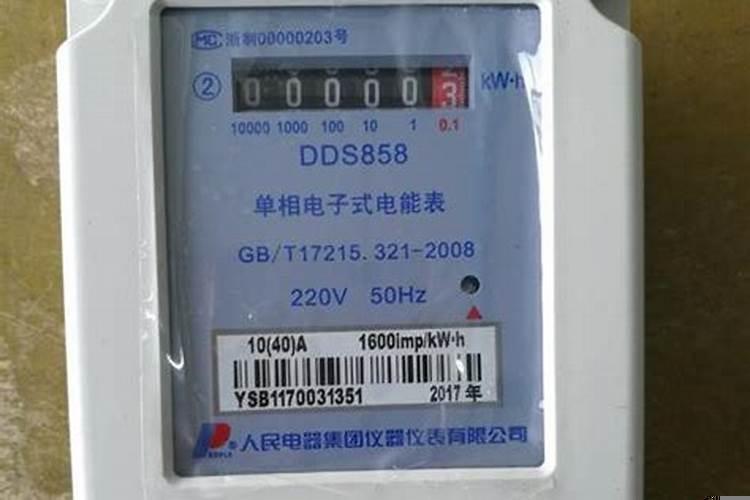 MC 浙制00000203号
② 0 0 0 0 0 3 kW·h
10000 1000 100 10 1 0.1
DDS858
单相电子式电能表
GB/T17215.321-2008
220V 50Hz
10(40)A 1600imp/kW·h
YSB1170031351 2017年
PEOPLE ® 人民电器集团仪器仪表有限公司